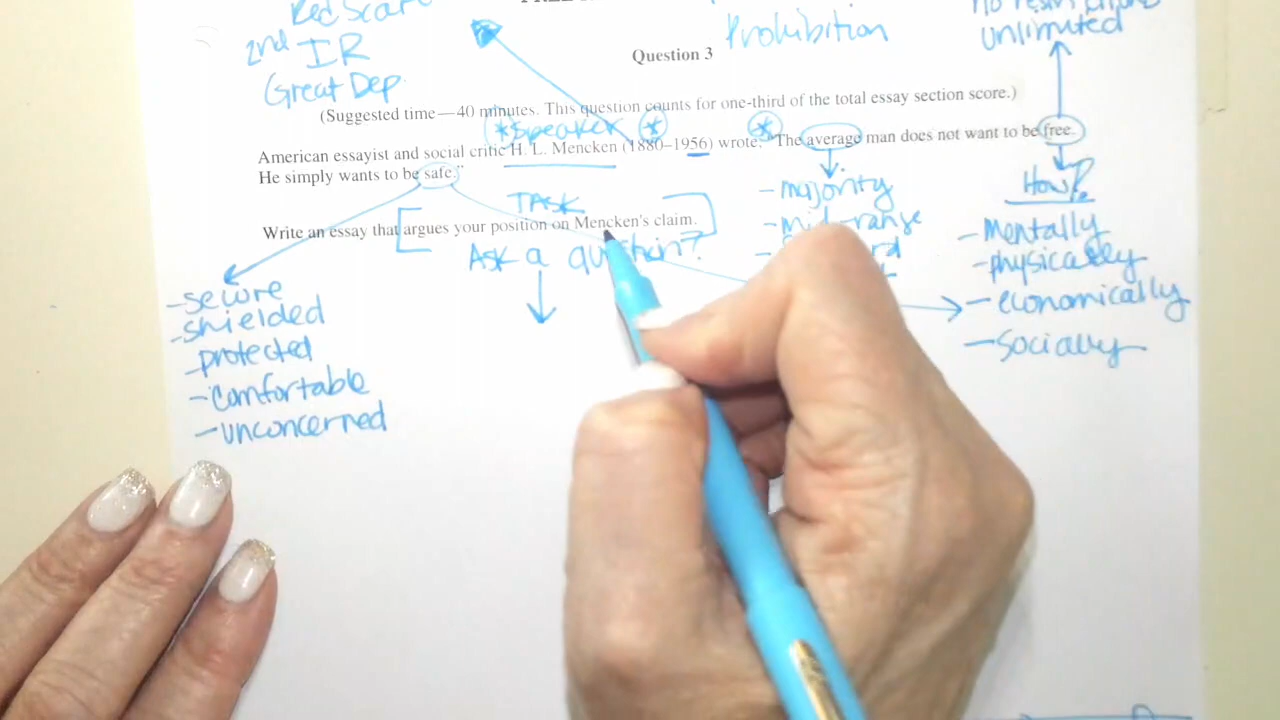 Red Scare
2nd IR
Great Dep.
Prohibition
unlimited
Question 3
(Suggested time—40 minutes. This question counts for one-third of the total essay section score.)
*Speaker * *
American essayist and social critic H. L. Mencken (1880–1956) wrote, "The average man does not want to be free.
He simply wants to be safe."
TASK
Write an essay that argues your position on Mencken's claim.
Ask a question?
- majority
- mid-range
How?
- mentally
- physically
- economically
- socially
- secure
- shielded
- protected
- comfortable
- unconcerned